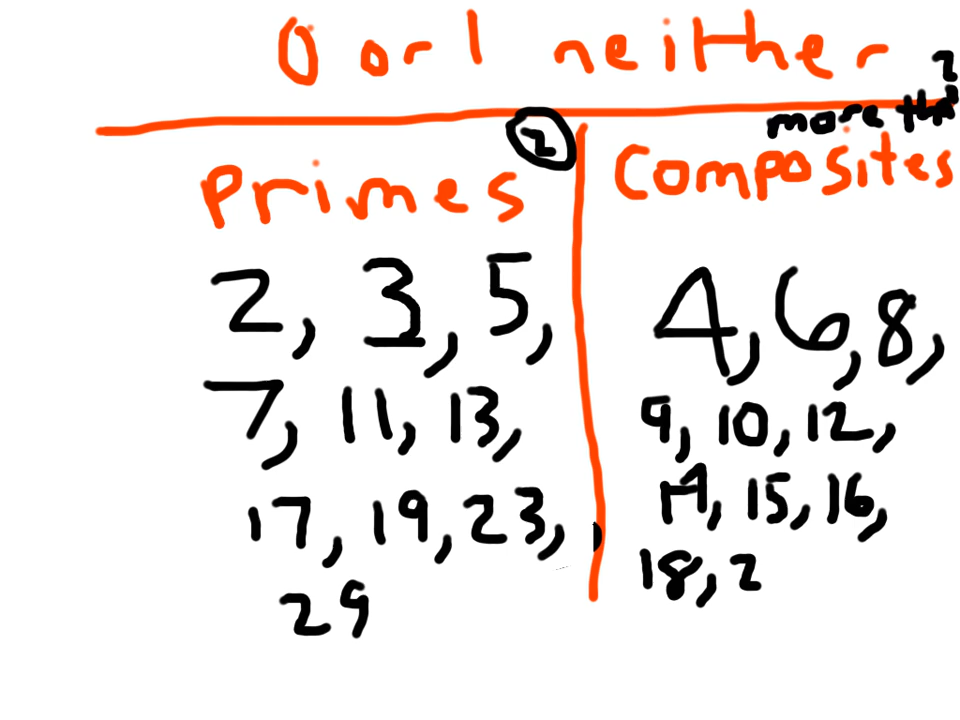 0 or 1 neither
2
more than
2
Primes
Composites
2, 3, 5,
4, 6, 8,
7, 11, 13,
9, 10, 12,
17, 19, 23, ,
14, 15, 16,
29
18, 2